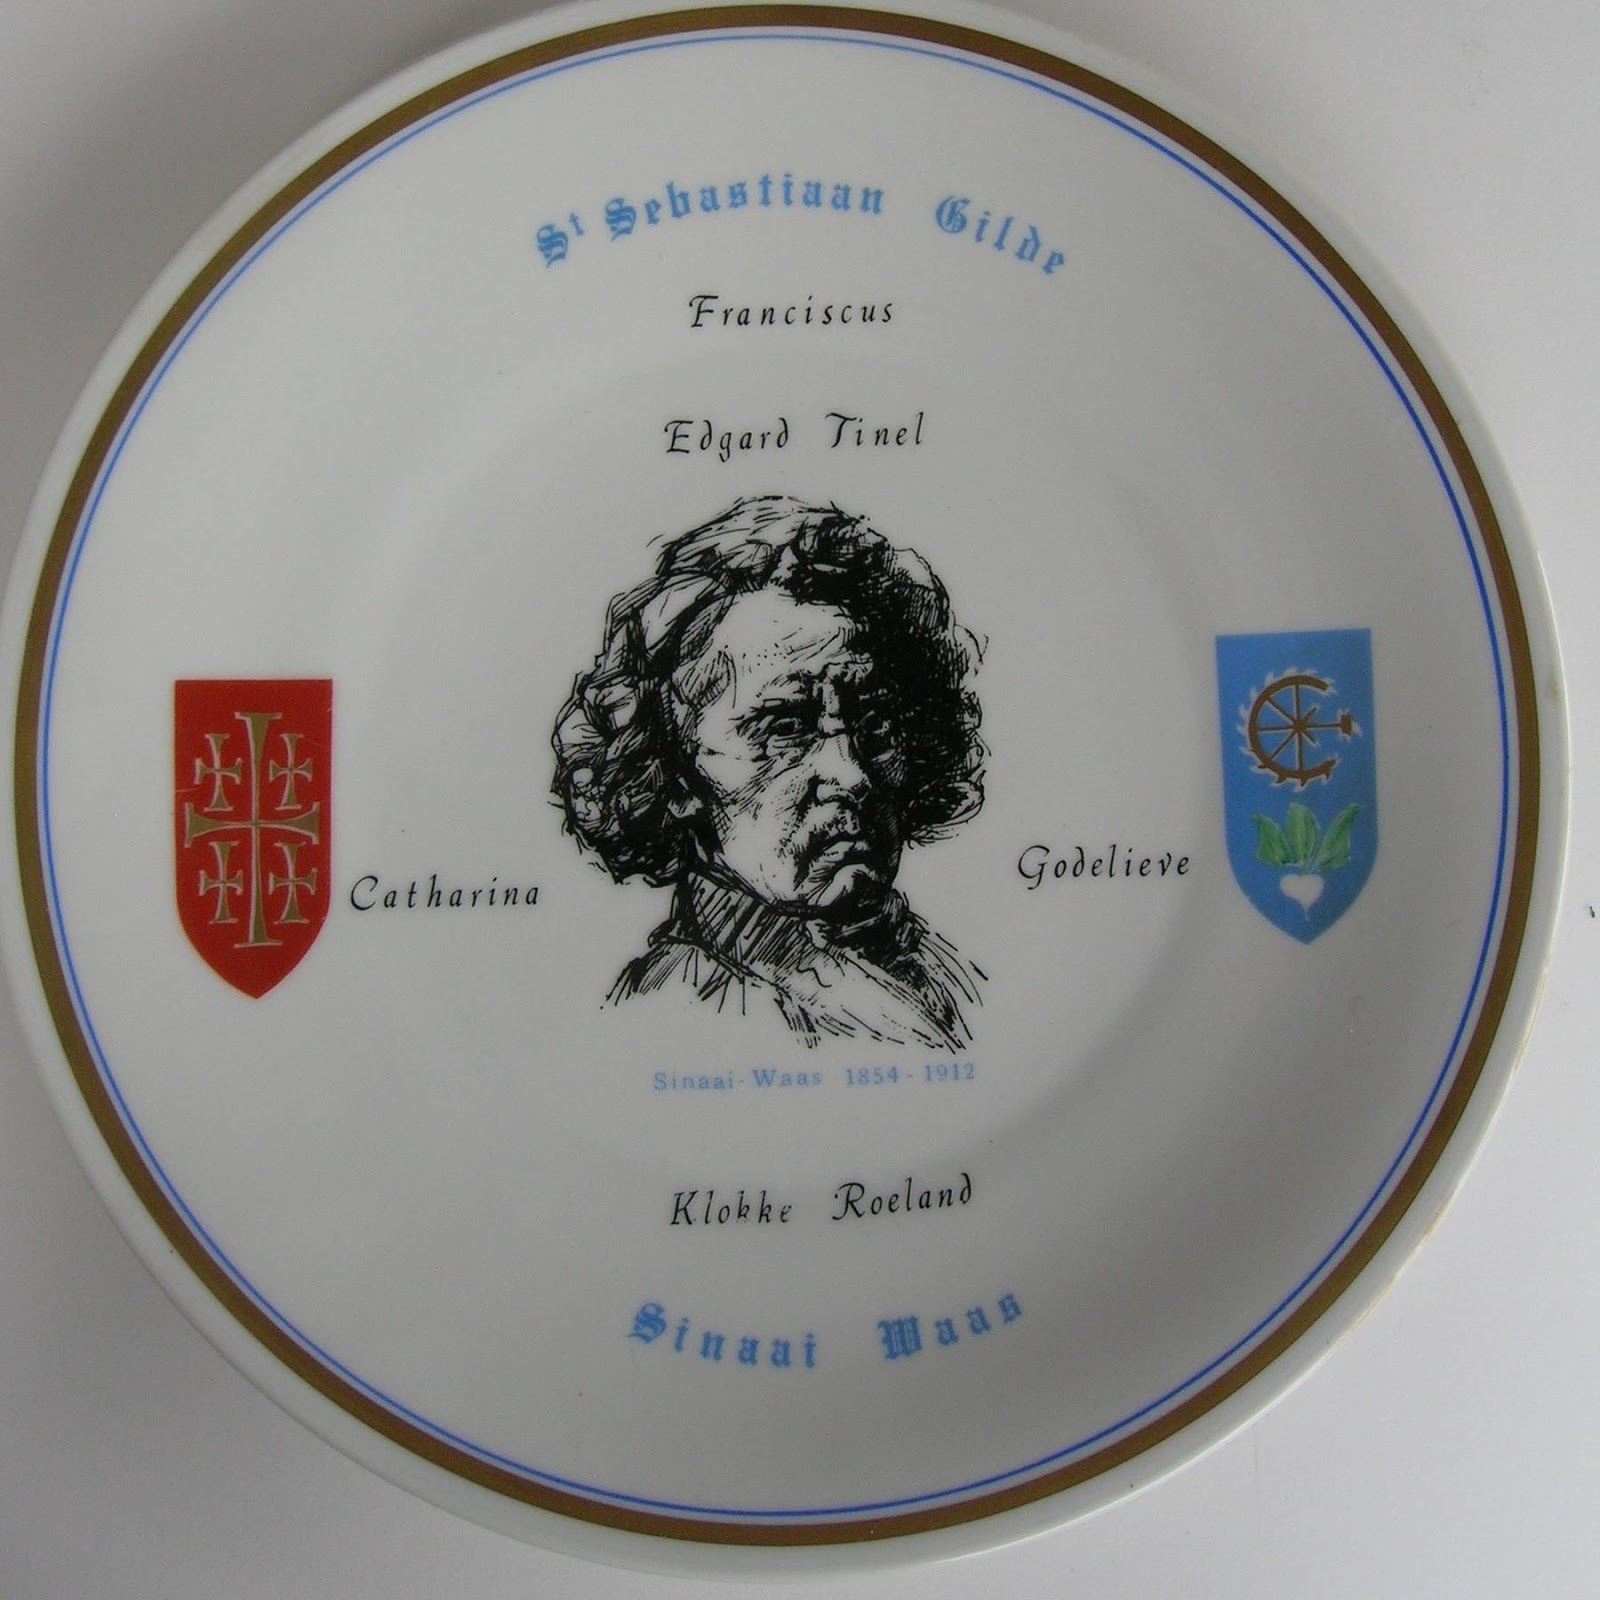 St Sebastiaan Gilde
Franciscus
Edgard Tinel
Catharina
Godelieve
Sinaai-Waas 1854-1912
Klokke Roeland
Sinaai Waas